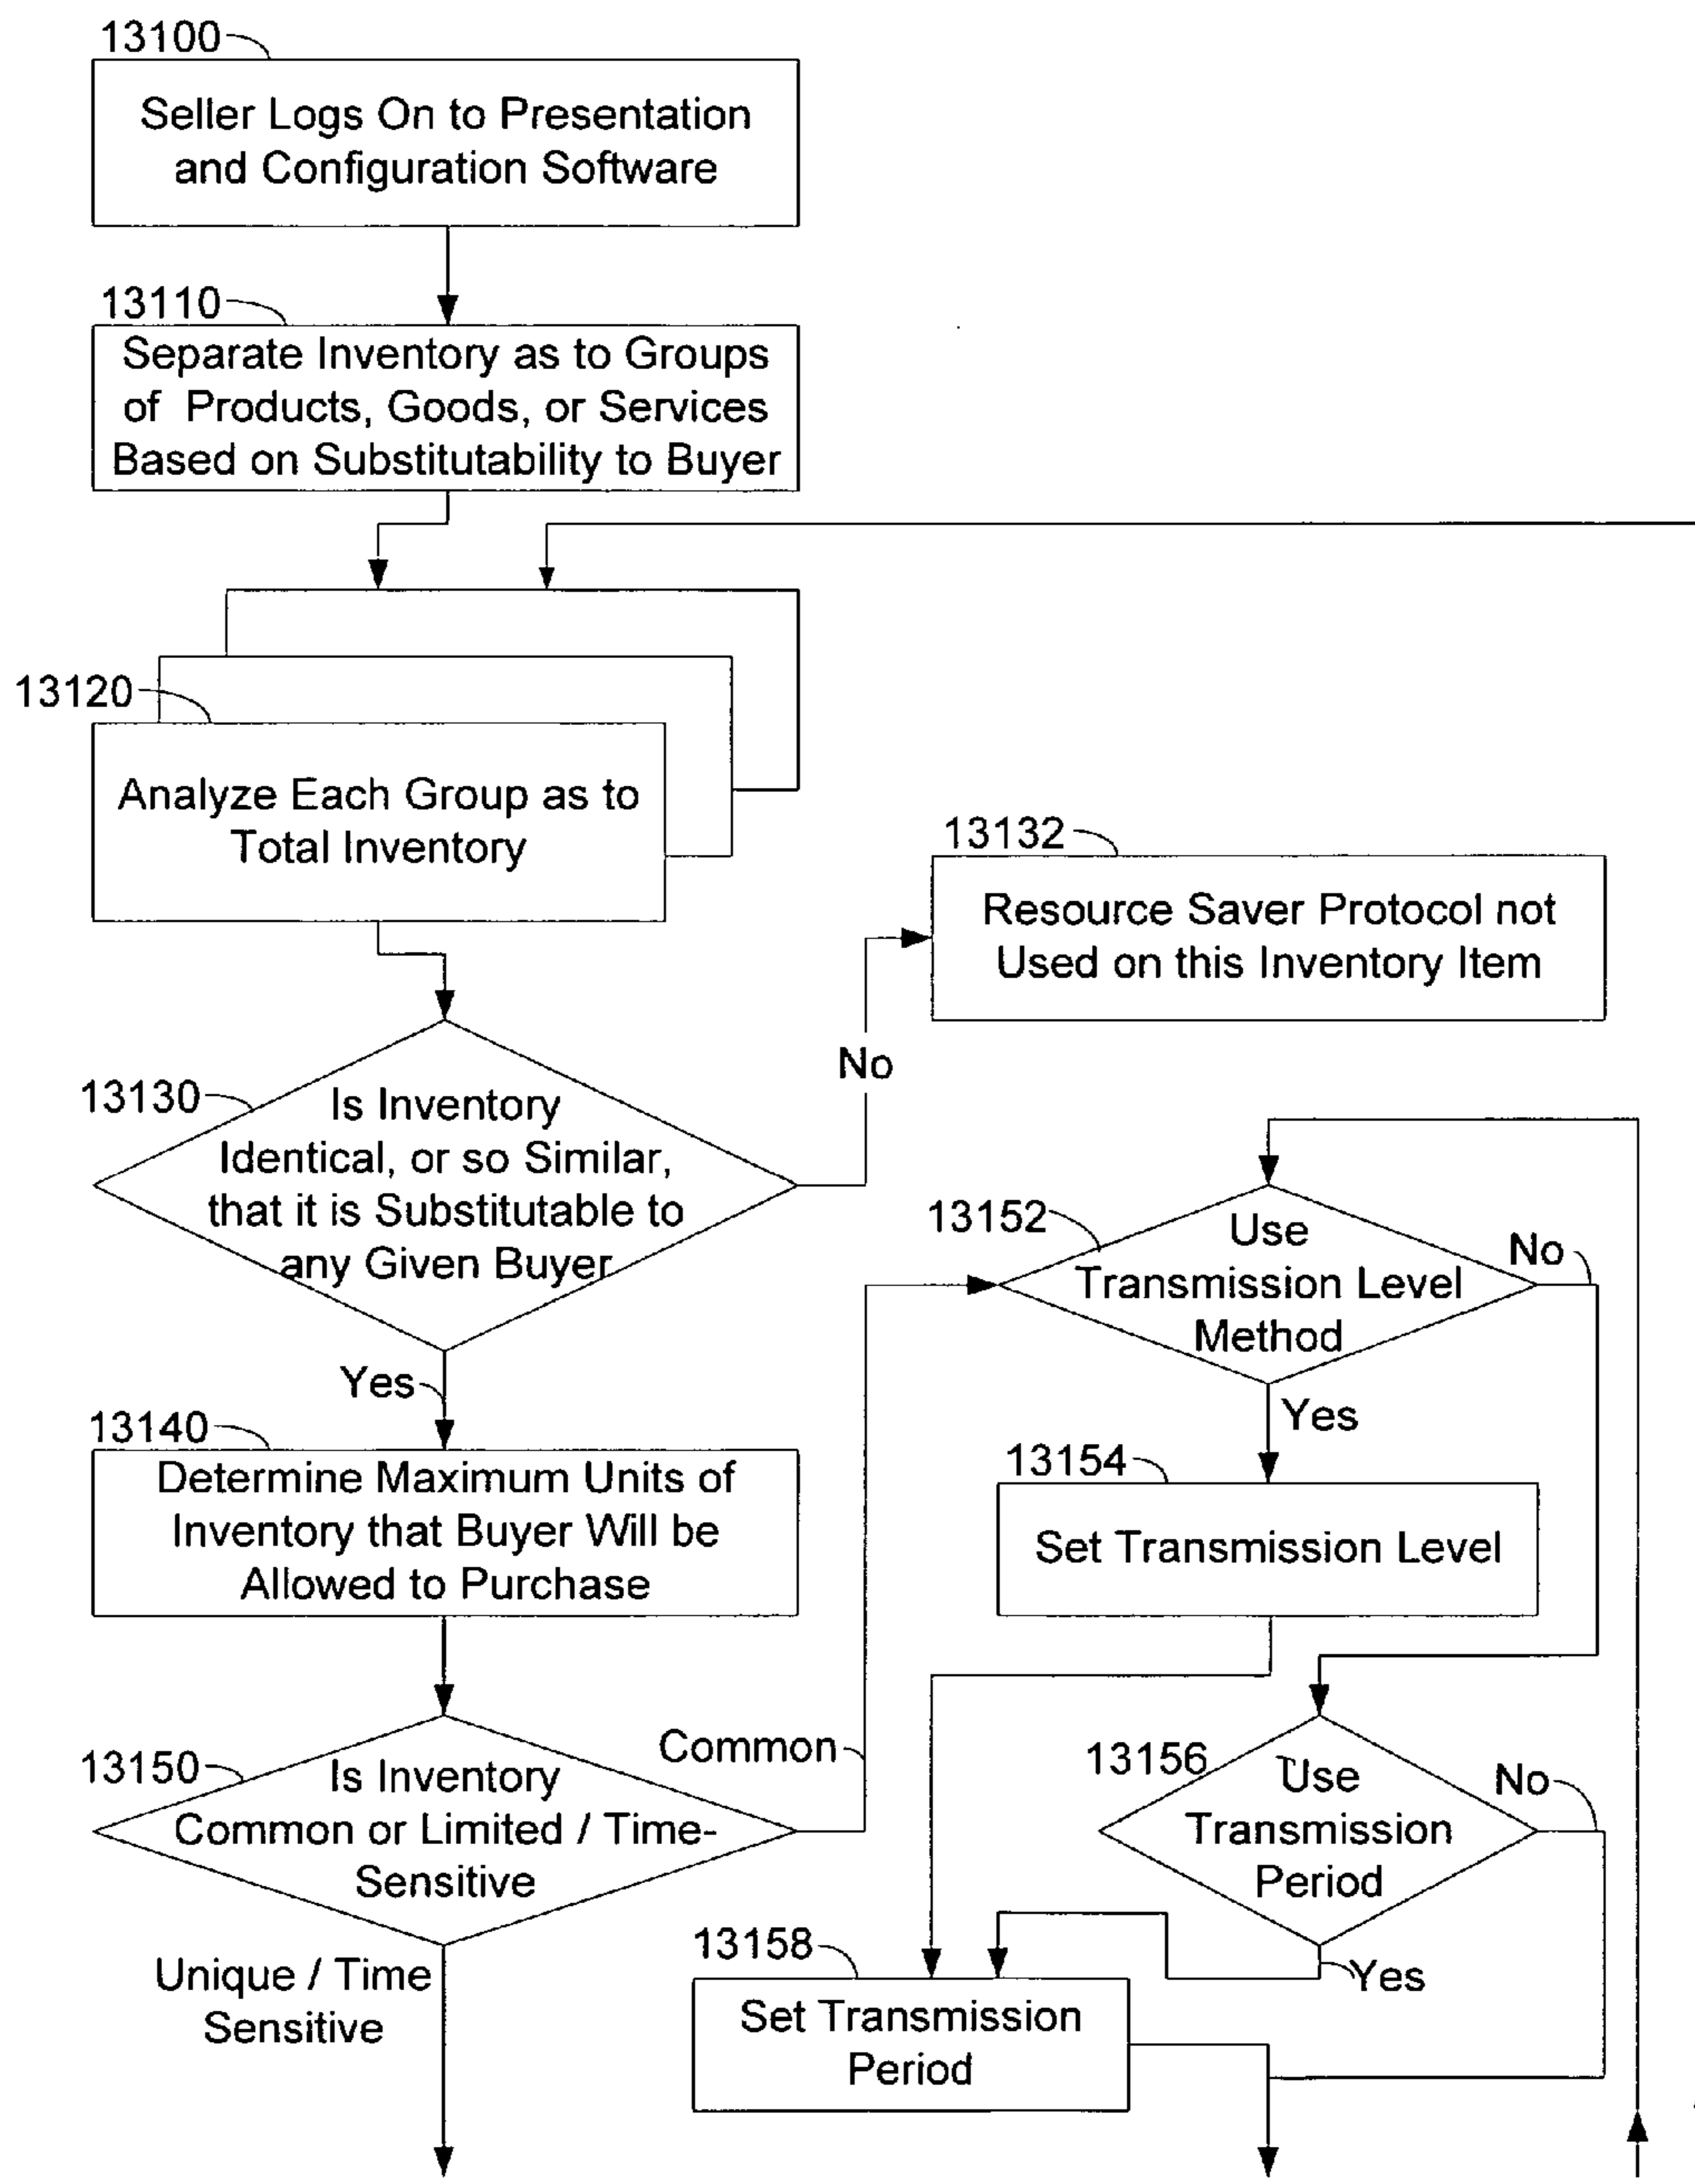 13100
Seller Logs On to Presentation
and Configuration Software
13110
Separate Inventory as to Groups
of Products, Goods, or Services
Based on Substitutability to Buyer
13120
Analyze Each Group as to
Total Inventory
13132
Resource Saver Protocol not
Used on this Inventory Item
No
13130
Is Inventory
Identical, or so Similar,
that it is Substitutable to
any Given Buyer
Yes
13140
Determine Maximum Units of
Inventory that Buyer Will be
Allowed to Purchase
13150
Is Inventory
Common or Limited / Time-
Sensitive
Common
Unique / Time
Sensitive
13152
Use
Transmission Level
Method
No
Yes
13154
Set Transmission Level
13156
Use
Transmission
Period
No
Yes
13158
Set Transmission
Period